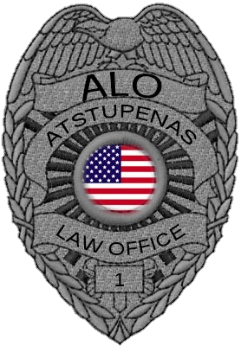 ALO
ATSTUPENAS
LAW OFFICE
1